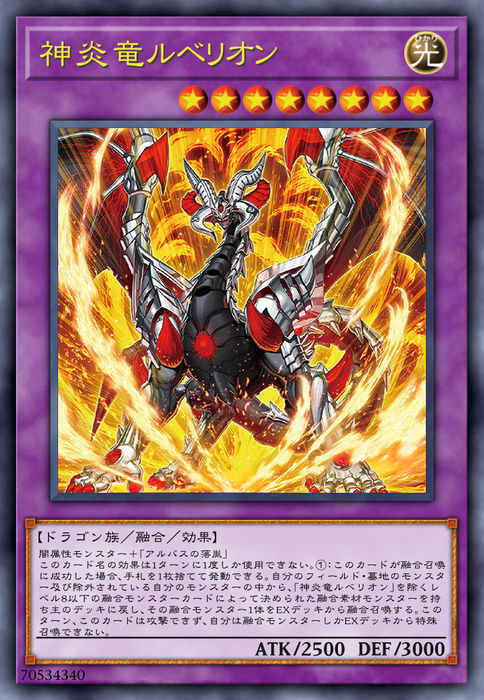 神炎竜ルベリオン
ひかり
光
【ドラゴン族／融合／効果】
闇属性モンスター＋「アルバスの落胤」
このカード名の効果は1ターンに1度しか使用できない。①：このカードが融合召喚
に成功した場合、手札を1枚捨てて発動できる。自分のフィールド・墓地のモンスタ
ー及び除外されている自分のモンスターの中から、「神炎竜ルベリオン」を除くレ
ベル8以下の融合モンスターカードによって決められた融合素材モンスターを持
ち主のデッキに戻し、その融合モンスター1体をEXデッキから融合召喚する。この
ターン、このカードは攻撃できず、自分は融合モンスターしかEXデッキから特殊
召喚できない。
ATK/2500 DEF/3000
70534340